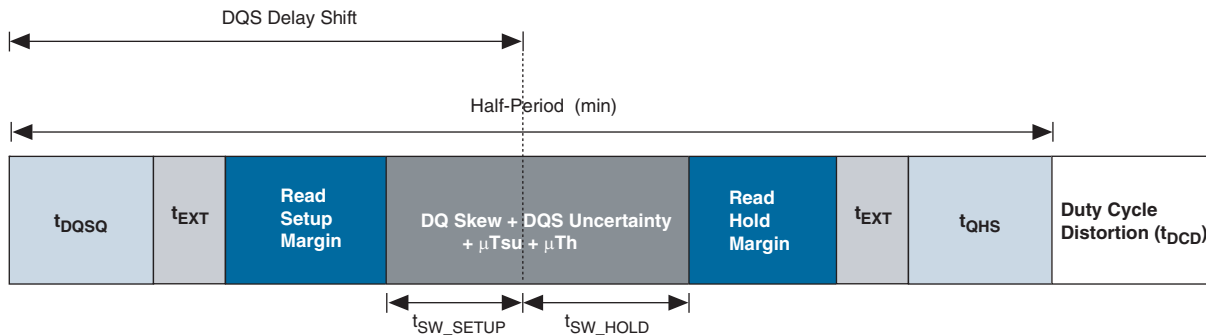 DQS Delay Shift
Half-Period (min)
tDQSQ
tEXT
Read
Setup
Margin
DQ Skew + DQS Uncertainty
+ μTsu + μTh
Read
Hold
Margin
tEXT
tQHS
Duty Cycle
Distortion (tDCD)
tSW_SETUP
tSW_HOLD